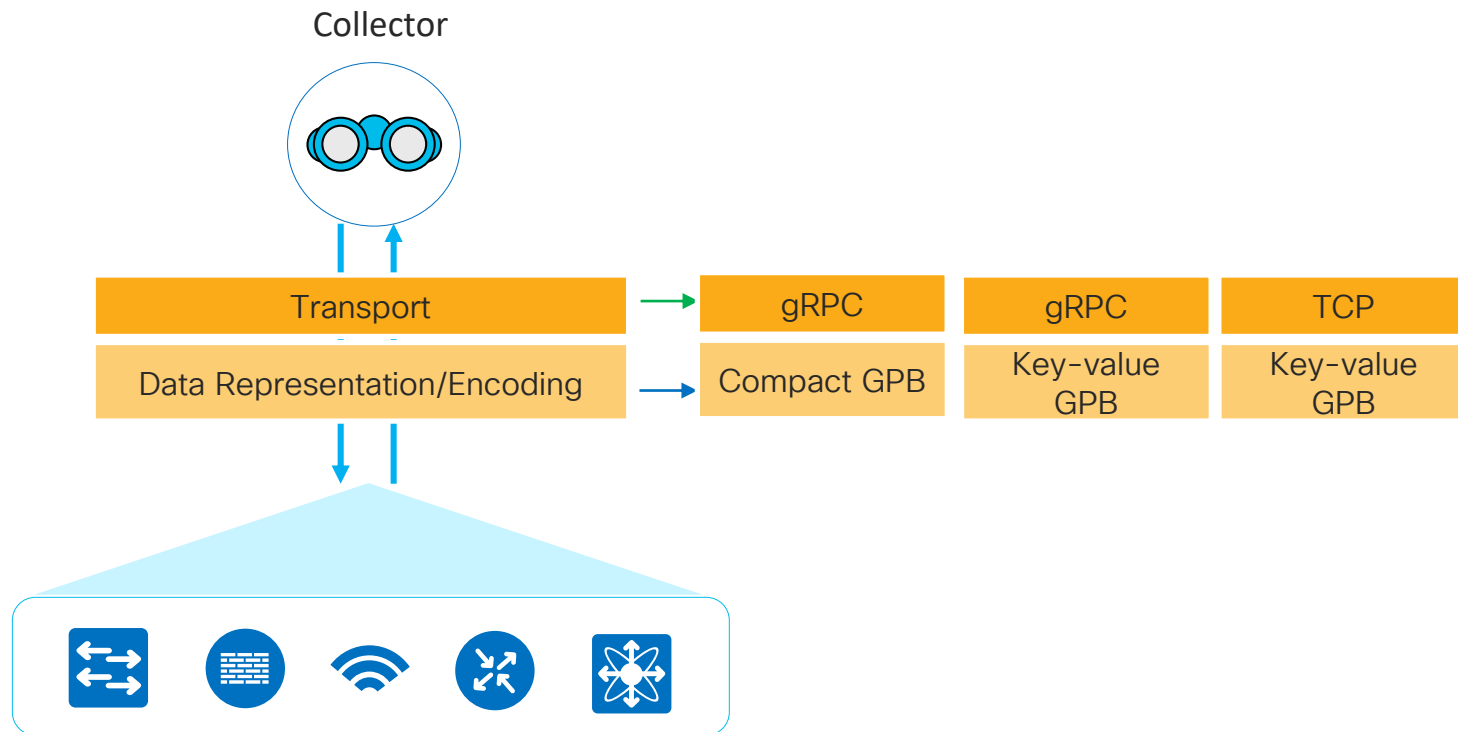 Collector
Transport
gRPC
gRPC
TCP
Data Representation/Encoding
Compact GPB
Key-value
GPB
Key-value
GPB